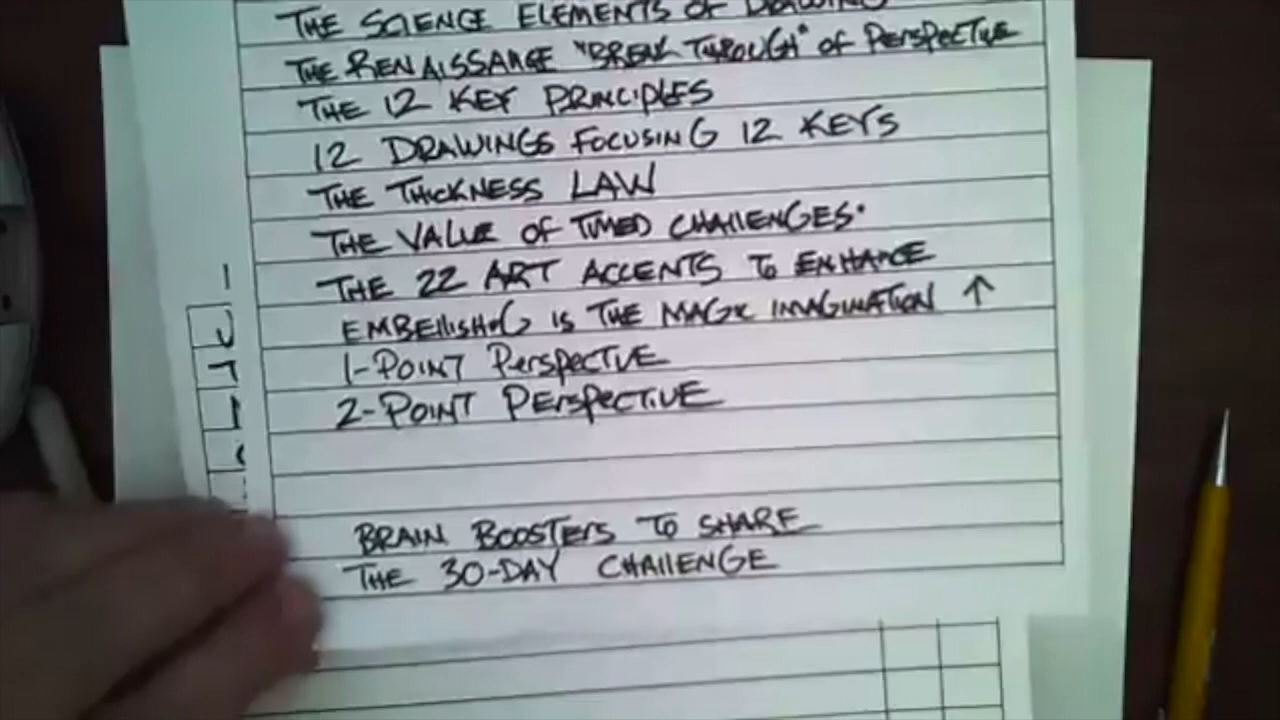 THE SCIENCE ELEMENTS OF DRAWING
THE RENAISSANCE "BREAK THROUGH" OF PERSPECTIVE
THE 12 KEY PRINCIPLES
12 DRAWINGS FOCUSING 12 KEYS
THE THICKNESS LAW
THE VALUE OF TIMED CHALLENGES.
THE 22 ART ACCENTS TO ENHANCE
EMBELLISHING IS THE MAGIC IMAGINATION ↑
1-POINT PERSPECTIVE
2-POINT PERSPECTIVE
BRAIN BOOSTERS TO SHARE
THE 30-DAY CHALLENGE